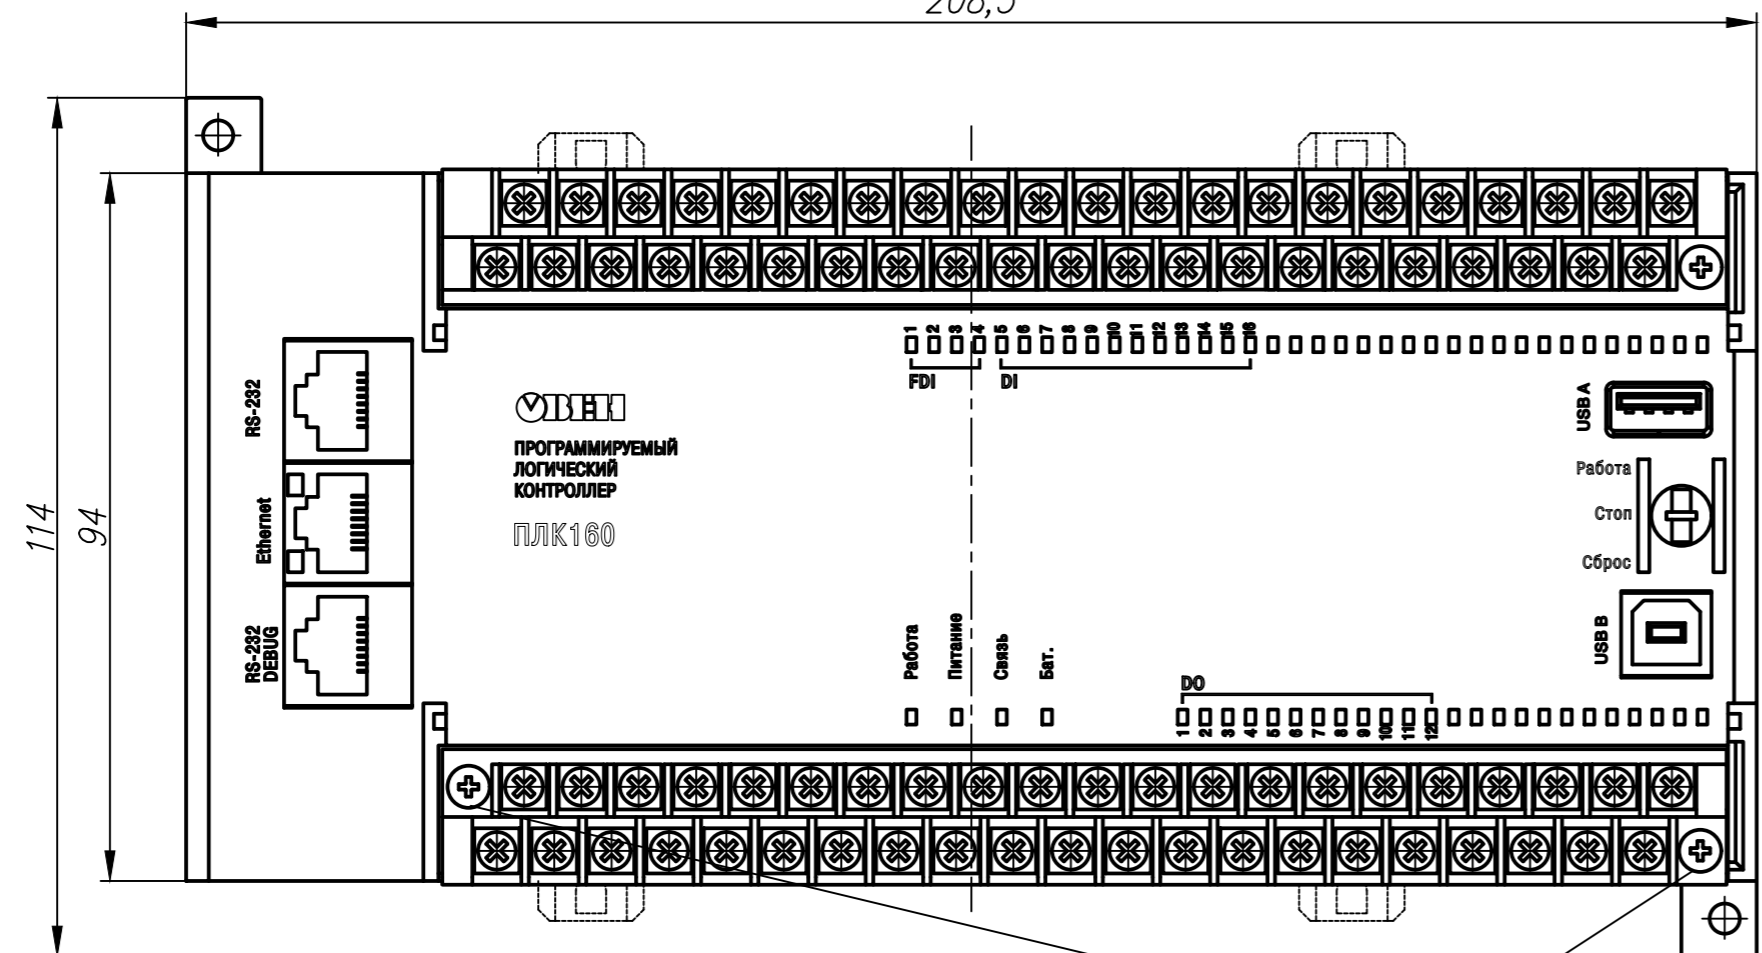 208,5
114
94
1 2 3 4 5 6 7 8 9 10 11 12 13 14 15 16
FDI DI
RS-232
Ethernet
RS-232
DEBUG
ОВЕН
ПРОГРАММИРУЕМЫЙ
ЛОГИЧЕСКИЙ
КОНТРОЛЛЕР
ПЛК160
USB A
Работа
Стоп
Сброс
USB B
Работа
Питание
Связь
Бат.
DO
1 2 3 4 5 6 7 8 9 10 11 12